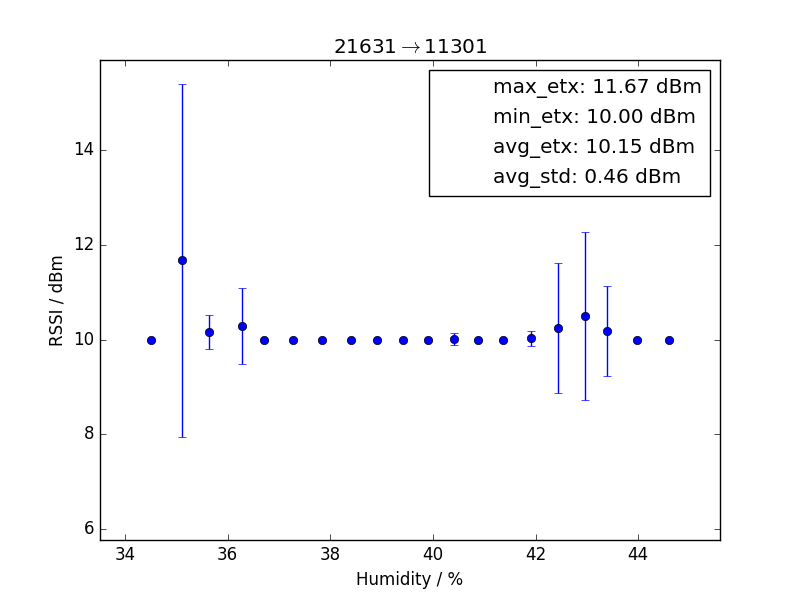 21631→11301
max_etx: 11.67 dBm
min_etx: 10.00 dBm
avg_etx: 10.15 dBm
avg_std: 0.46 dBm
14
12
10
8
6
RSSI / dBm
34 36 38 40 42 44
Humidity / %